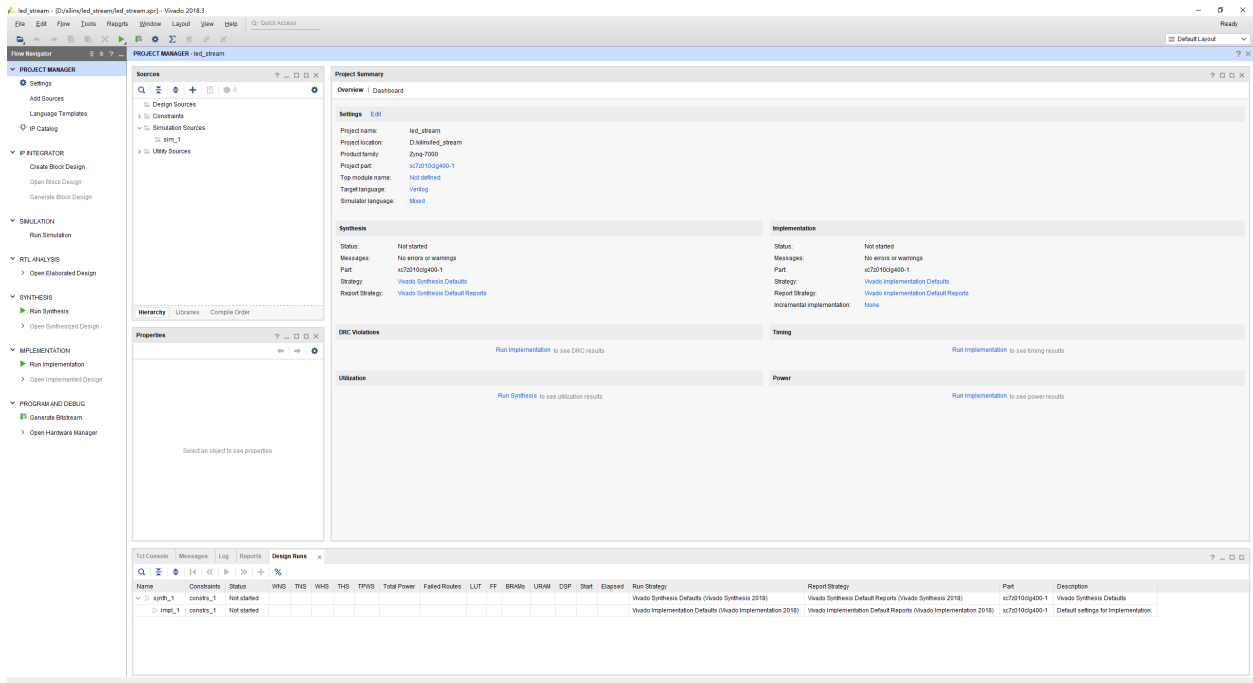 led_stream - [D:/xilinx/led_stream/led_stream.xpr] - Vivado 2018.3
File Edit Flow Tools Reports Window Layout View Help Q- Quick Access
Ready
Default Layout
Flow Navigator
PROJECT MANAGER - led_stream
PROJECT MANAGER
Settings
Add Sources
Language Templates
IP Catalog
IP INTEGRATOR
Create Block Design
Open Block Design
Generate Block Design
SIMULATION
Run Simulation
RTL ANALYSIS
Open Elaborated Design
SYNTHESIS
Run Synthesis
Open Synthesized Design
IMPLEMENTATION
Run Implementation
Open Implemented Design
PROGRAM AND DEBUG
Generate Bitstream
Open Hardware Manager
Sources
0
Design Sources
Constraints
Simulation Sources
sim_1
Utility Sources
Hierarchy Libraries Compile Order
Properties
Select an object to see properties
Project Summary
Overview | Dashboard
Settings Edit
Project name: led_stream
Project location: D:/xilinx/led_stream
Product family: Zynq-7000
Project part: xc7z010clg400-1
Top module name: Not defined
Target language: Verilog
Simulator language: Mixed
Synthesis
Status: Not started
Messages: No errors or warnings
Part: xc7z010clg400-1
Strategy: Vivado Synthesis Defaults
Report Strategy: Vivado Synthesis Default Reports
Implementation
Status: Not started
Messages: No errors or warnings
Part: xc7z010clg400-1
Strategy: Vivado Implementation Defaults
Report Strategy: Vivado Implementation Default Reports
Incremental implementation: None
DRC Violations
Run Implementation to see DRC results
Timing
Run Implementation to see timing results
Utilization
Run Synthesis to see utilization results
Power
Run Implementation to see power results
Tcl Console Messages Log Reports Design Runs
Name Constraints Status WNS TNS WHS THS TPWS Total Power Failed Routes LUT FF BRAMs URAM DSP Start Elapsed Run Strategy Report Strategy Part Description
synth_1 constrs_1 Not started Vivado Synthesis Defaults (Vivado Synthesis 2018) Vivado Synthesis Default Reports (Vivado Synthesis 2018) xc7z010clg400-1 Vivado Synthesis Defaults
impl_1 constrs_1 Not started Vivado Implementation Defaults (Vivado Implementation 2018) Vivado Implementation Default Reports (Vivado Implementation 2018) xc7z010clg400-1 Default settings for Implementation.